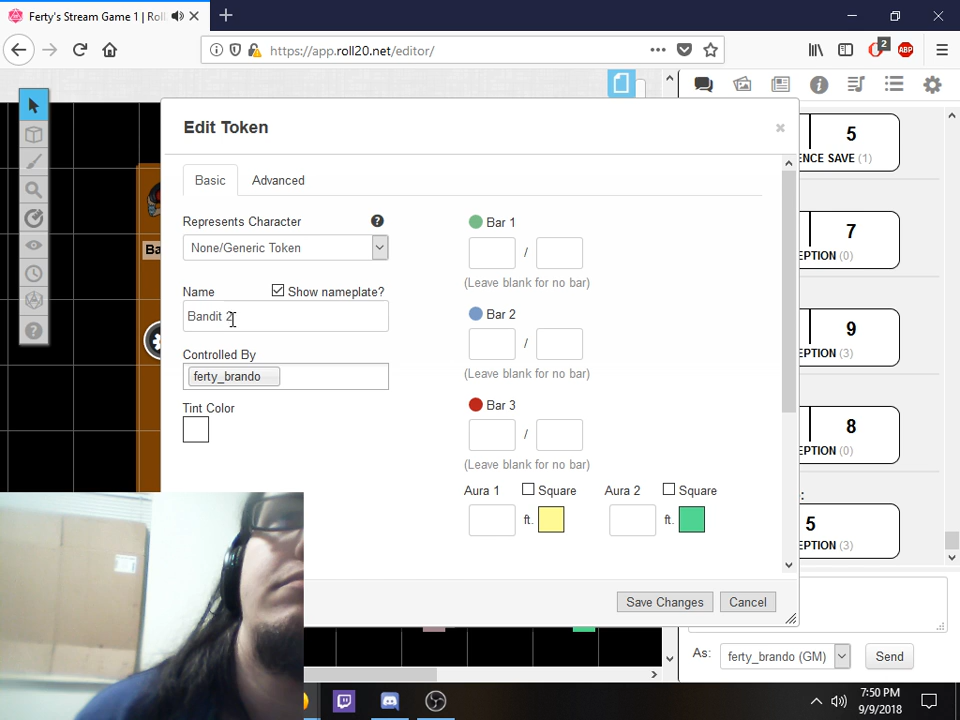 Ferty's Stream Game 1 | Roll
https://app.roll20.net/editor/
2
ABP
Edit Token
Basic
Advanced
Represents Character
None/Generic Token
Name
Show nameplate?
Bandit 2
Controlled By
ferty_brando
Tint Color
Bar 1
/
(Leave blank for no bar)
Bar 2
/
(Leave blank for no bar)
Bar 3
/
(Leave blank for no bar)
Aura 1
Square
Aura 2
Square
ft.
ft.
Save Changes
Cancel
Ba
5
ENCE SAVE (1)
7
EPTION (0)
9
EPTION (3)
8
EPTION (0)
:
5
EPTION (3)
As:
ferty_brando (GM)
Send
7:50 PM
9/9/2018